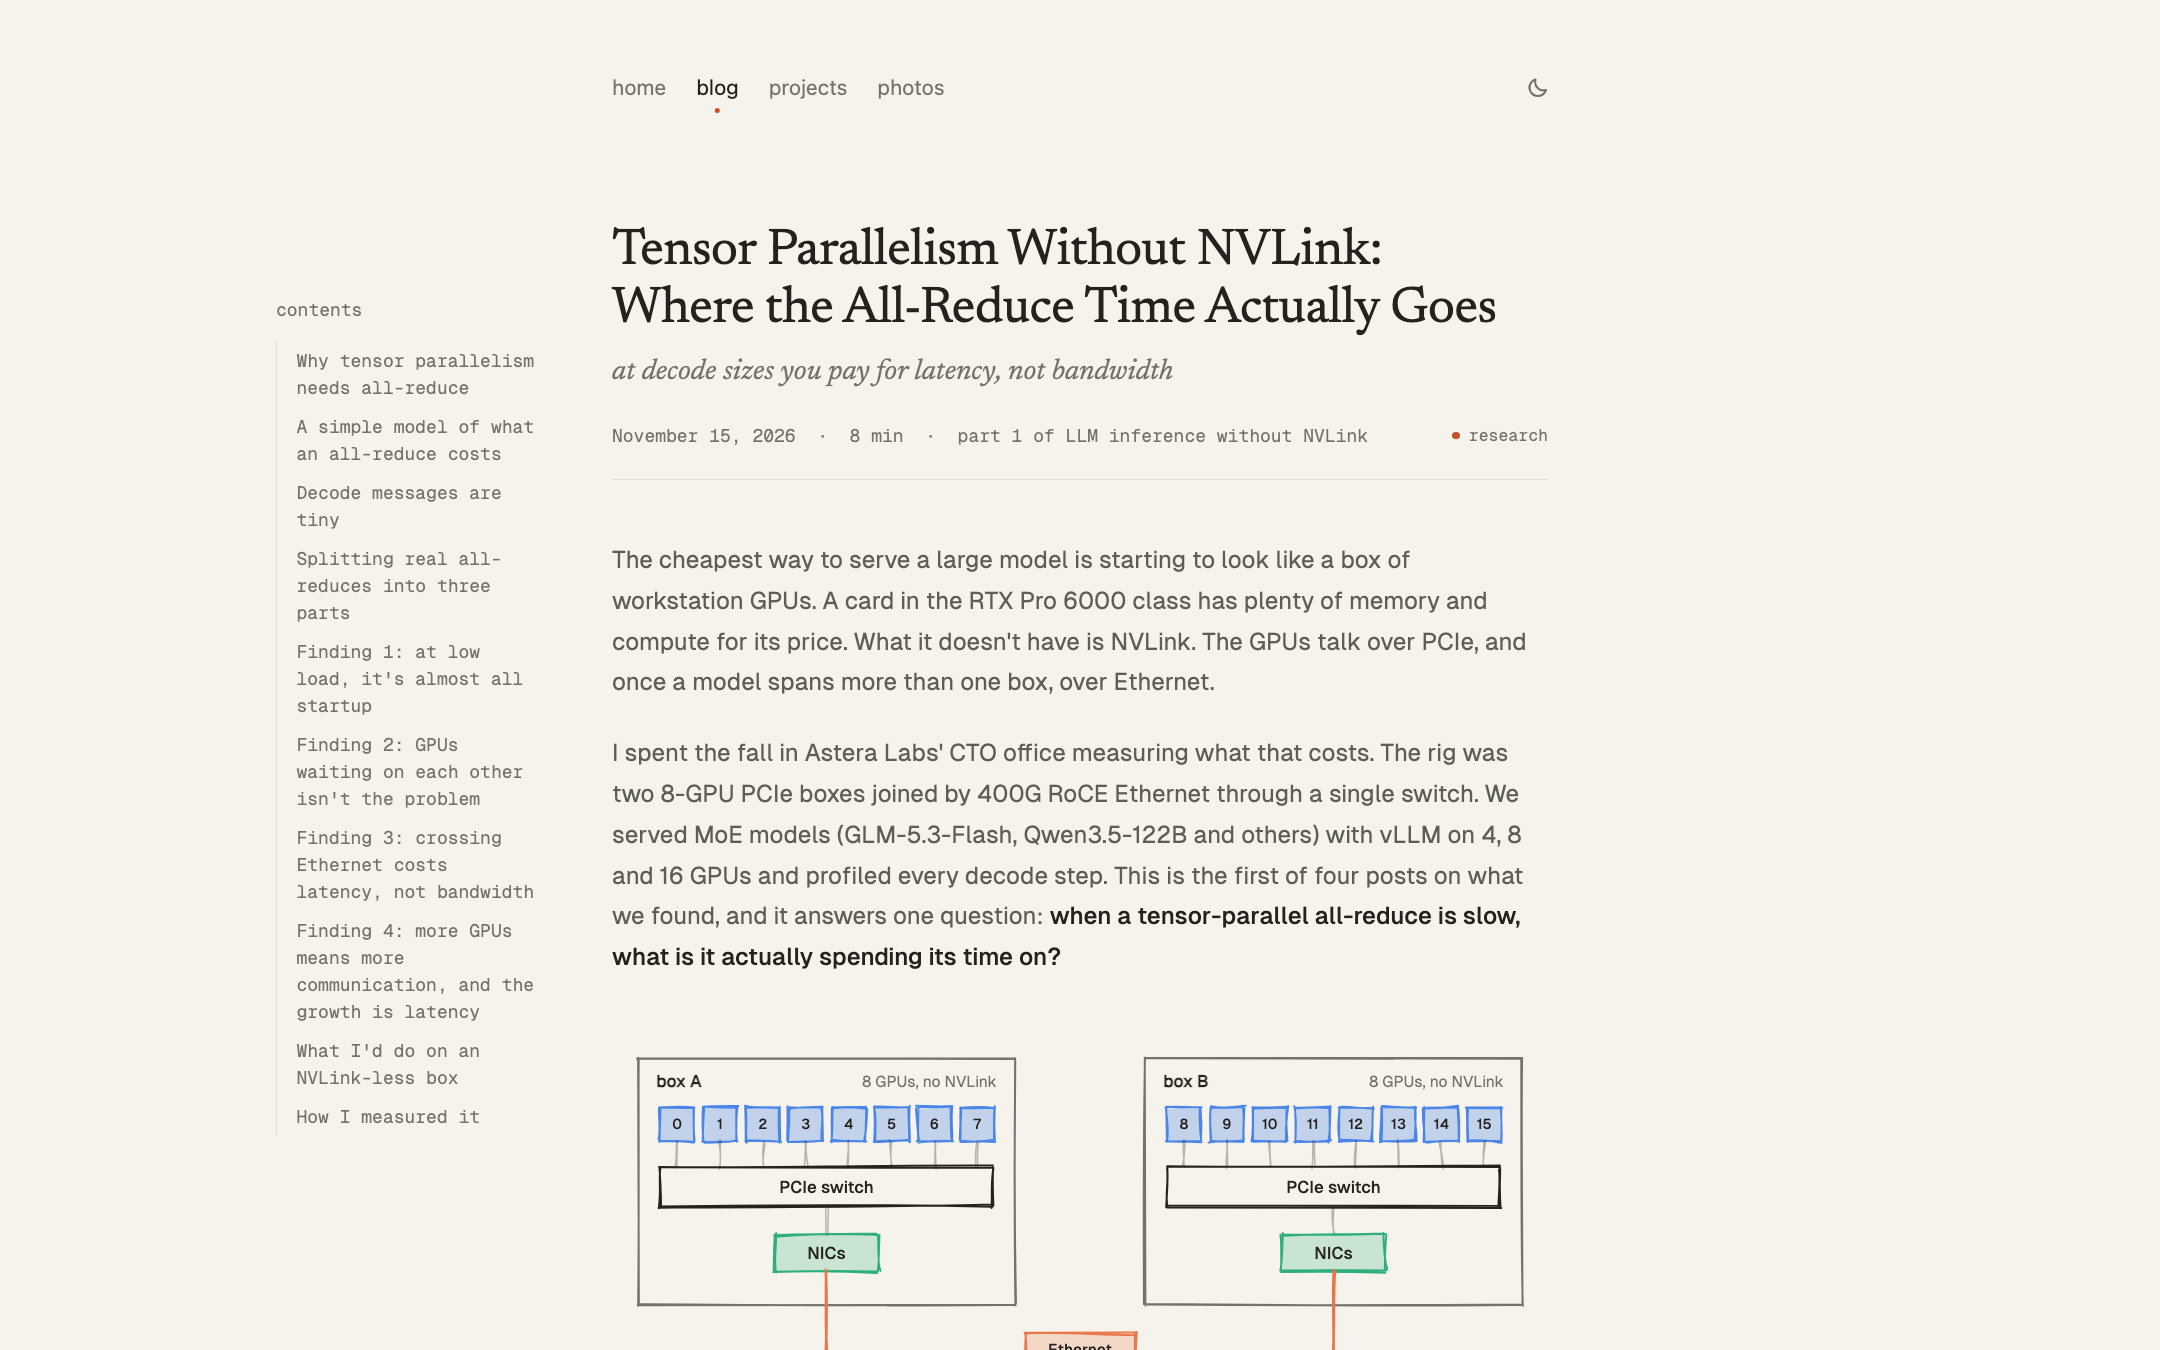 home blog projects photos
Tensor Parallelism Without NVLink:
Where the All-Reduce Time Actually Goes
at decode sizes you pay for latency, not bandwidth
November 15, 2026 · 8 min · part 1 of LLM inference without NVLink
research
contents
Why tensor parallelism
needs all-reduce
A simple model of what
an all-reduce costs
Decode messages are
tiny
Splitting real all-
reduces into three
parts
Finding 1: at low
load, it's almost all
startup
Finding 2: GPUs
waiting on each other
isn't the problem
Finding 3: crossing
Ethernet costs
latency, not bandwidth
Finding 4: more GPUs
means more
communication, and the
growth is latency
What I'd do on an
NVLink-less box
How I measured it
The cheapest way to serve a large model is starting to look like a box of
workstation GPUs. A card in the RTX Pro 6000 class has plenty of memory and
compute for its price. What it doesn't have is NVLink. The GPUs talk over PCIe, and
once a model spans more than one box, over Ethernet.
I spent the fall in Astera Labs' CTO office measuring what that costs. The rig was
two 8-GPU PCIe boxes joined by 400G RoCE Ethernet through a single switch. We
served MoE models (GLM-5.3-Flash, Qwen3.5-122B and others) with vLLM on 4, 8
and 16 GPUs and profiled every decode step. This is the first of four posts on what
we found, and it answers one question: when a tensor-parallel all-reduce is slow,
what is it actually spending its time on?
box A
8 GPUs, no NVLink
0 1 2 3 4 5 6 7
PCIe switch
NICs
box B
8 GPUs, no NVLink
8 9 10 11 12 13 14 15
PCIe switch
NICs
Ethernet